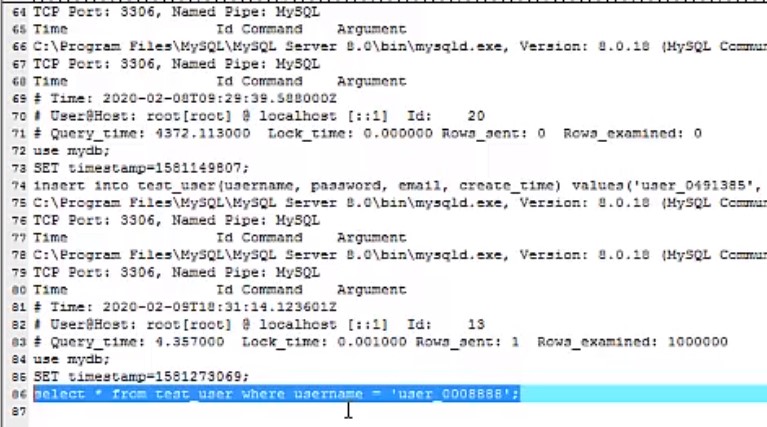 64 TCP Port: 3306, Named Pipe: MySQL
65 Time Id Command Argument
66 C:\Program Files\MySQL\MySQL Server 8.0\bin\mysqld.exe, Version: 8.0.18 (MySQL Commun
67 TCP Port: 3306, Named Pipe: MySQL
68 Time Id Command Argument
69 # Time: 2020-02-08T09:29:39.588000Z
70 # User@Host: root[root] @ localhost [::1] Id: 20
71 # Query_time: 4372.113000 Lock_time: 0.000000 Rows_sent: 0 Rows_examined: 0
72 use mydb;
73 SET timestamp=1581149807;
74 insert into test_user(username, password, email, create_time) values('user_0491385',
75 C:\Program Files\MySQL\MySQL Server 8.0\bin\mysqld.exe, Version: 8.0.18 (MySQL Commun
76 TCP Port: 3306, Named Pipe: MySQL
77 Time Id Command Argument
78 C:\Program Files\MySQL\MySQL Server 8.0\bin\mysqld.exe, Version: 8.0.18 (MySQL Commun
79 TCP Port: 3306, Named Pipe: MySQL
80 Time Id Command Argument
81 # Time: 2020-02-09T18:31:14.123601Z
82 # User@Host: root[root] @ localhost [::1] Id: 13
83 # Query_time: 4.357000 Lock_time: 0.001000 Rows_sent: 1 Rows_examined: 1000000
84 use mydb;
85 SET timestamp=1581273069;
86 select * from test_user where username = 'user_0008888';
87